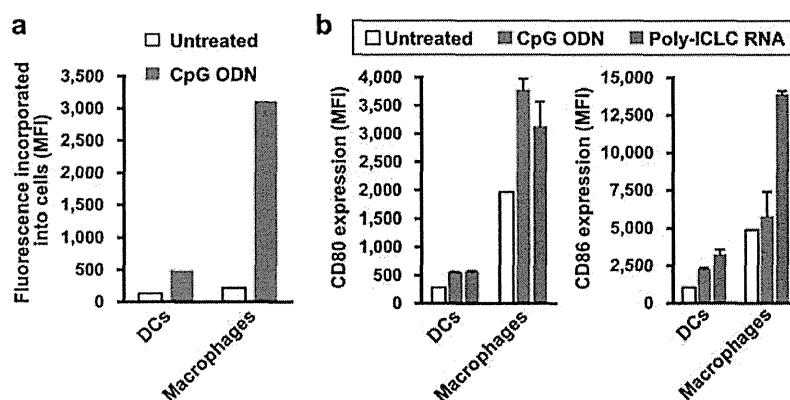 a
Untreated
CpG ODN
Fluorescence incorporated
into cells (MFI)
3,500
3,000
2,500
2,000
1,500
1,000
500
0
DCs
Macrophages
b
Untreated CpG ODN Poly-ICLC RNA
CD80 expression (MFI)
4,000
3,500
3,000
2,500
2,000
1,500
1,000
500
0
DCs
Macrophages
CD86 expression (MFI)
15,000
12,500
10,000
7,500
5,000
2,500
0
DCs
Macrophages